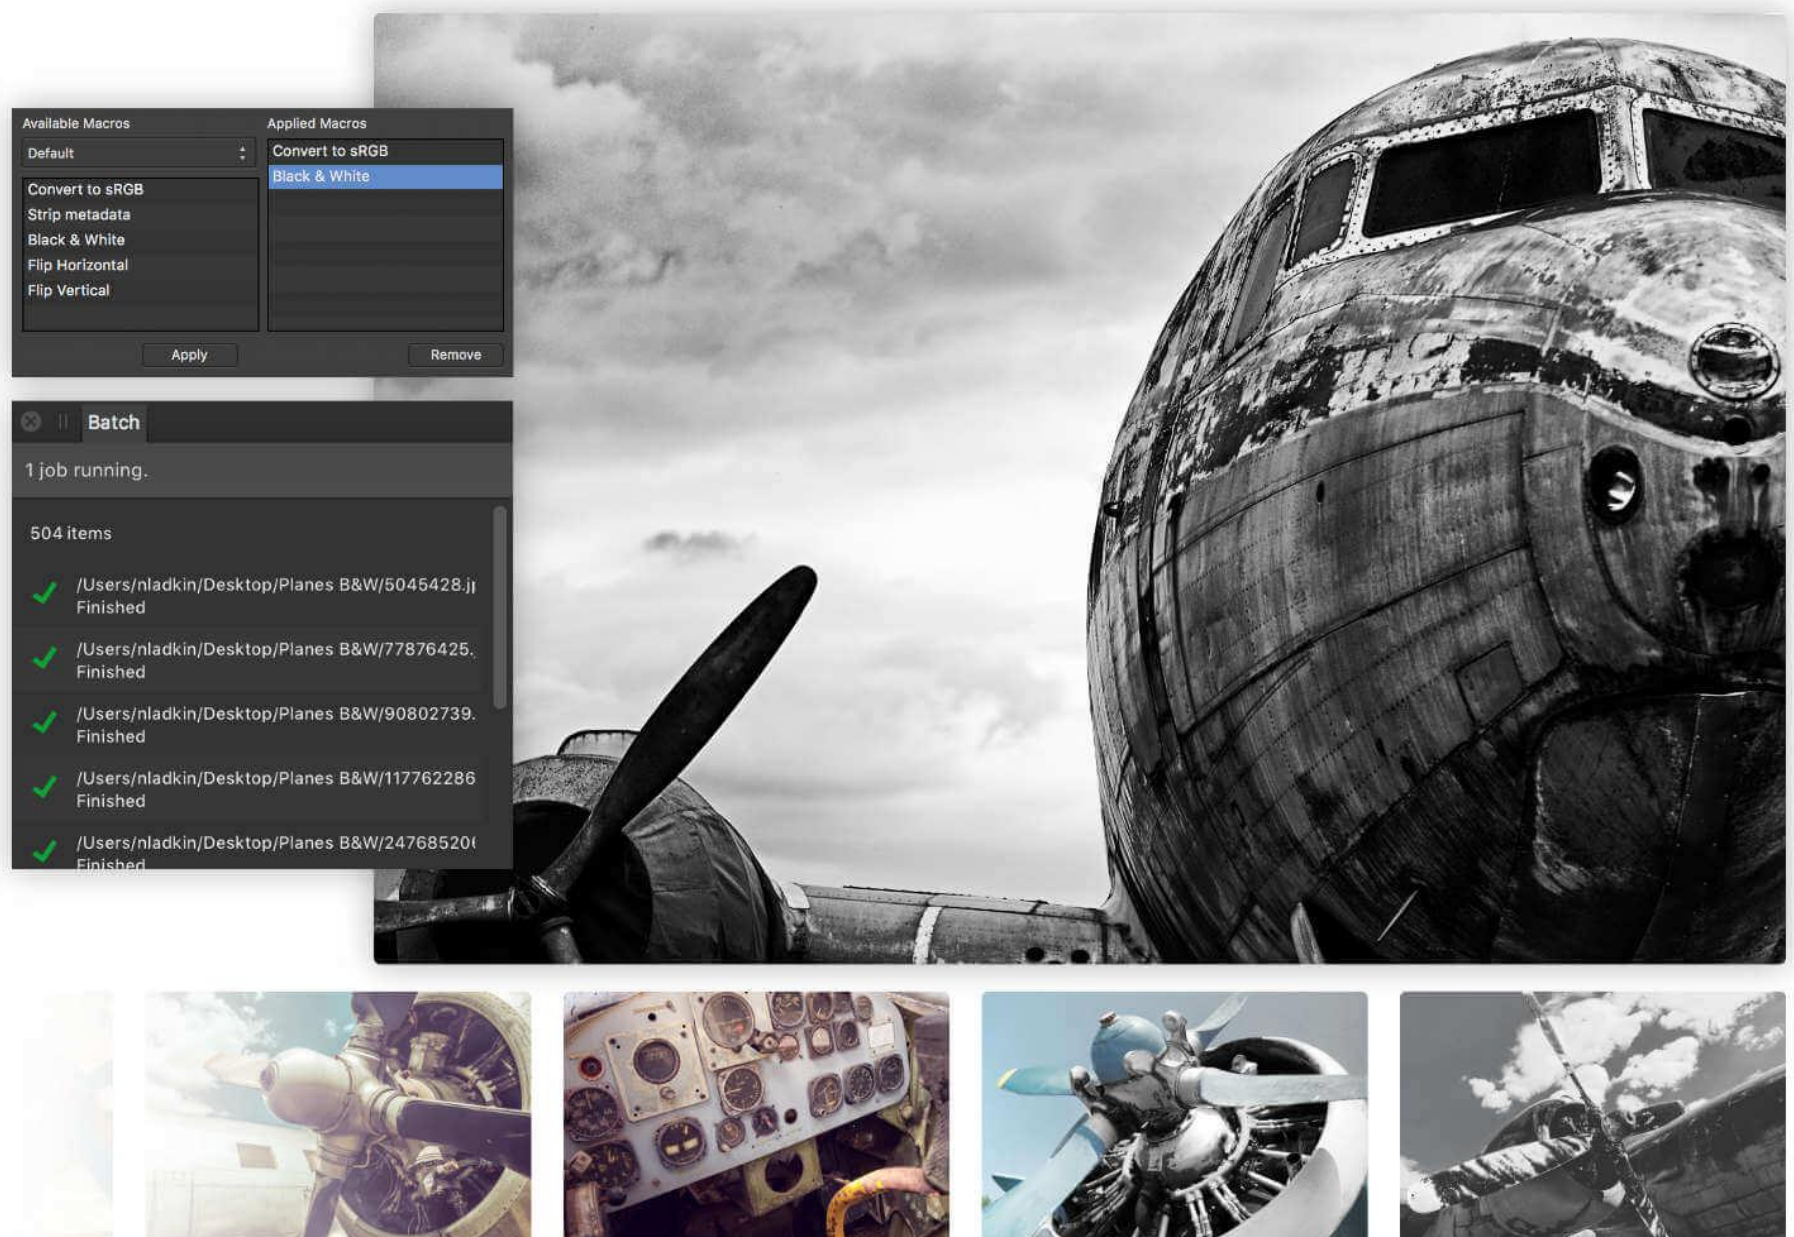 Available Macros
Applied Macros
Default
Convert to sRGB
Black & White
Convert to sRGB
Strip metadata
Black & White
Flip Horizontal
Flip Vertical
Apply
Remove
Batch
1 job running.
504 items
/Users/nladkin/Desktop/Planes B&W/5045428.j
Finished
/Users/nladkin/Desktop/Planes B&W/77876425.
Finished
/Users/nladkin/Desktop/Planes B&W/90802739.
Finished
/Users/nladkin/Desktop/Planes B&W/117762286
Finished
/Users/nladkin/Desktop/Planes B&W/24768520
Finished